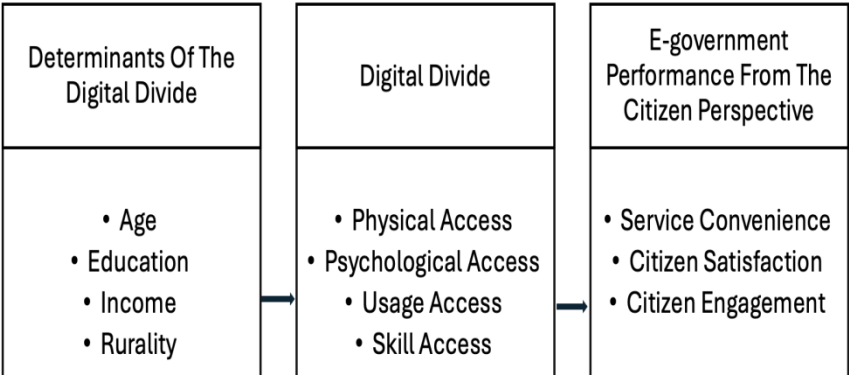 Determinants Of The
Digital Divide
• Age
• Education
• Income
• Rurality
Digital Divide
• Physical Access
• Psychological Access
• Usage Access
• Skill Access
E-government
Performance From The
Citizen Perspective
• Service Convenience
• Citizen Satisfaction
• Citizen Engagement